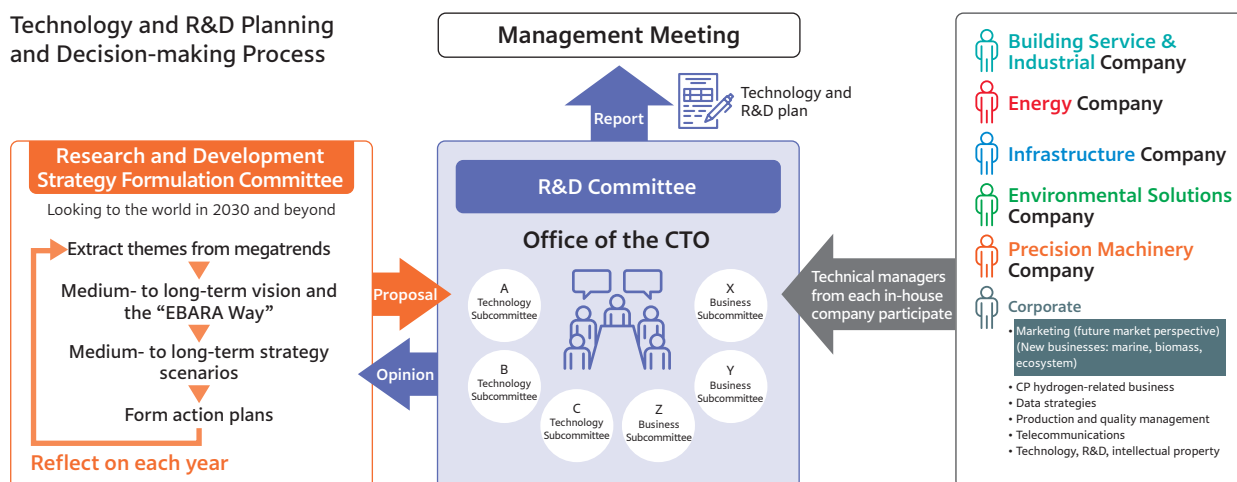 Technology and R&D Planning
and Decision-making Process
Management Meeting
Report
Technology and
R&D plan
Research and Development
Strategy Formulation Committee
Looking to the world in 2030 and beyond
Extract themes from megatrends
Medium- to long-term vision and
the “EBARA Way”
Medium- to long-term strategy
scenarios
Form action plans
Reflect on each year
Proposal
Opinion
R&D Committee
Office of the CTO
A
Technology
Subcommittee
B
Technology
Subcommittee
C
Technology
Subcommittee
X
Business
Subcommittee
Y
Business
Subcommittee
Z
Business
Subcommittee
Technical managers
from each in-house
company participate
Building Service &
Industrial Company
Energy Company
Infrastructure Company
Environmental Solutions
Company
Precision Machinery
Company
Corporate
• Marketing (future market perspective)
(New businesses: marine, biomass,
ecosystem)
• CP hydrogen-related business
• Data strategies
• Production and quality management
• Telecommunications
• Technology, R&D, intellectual property